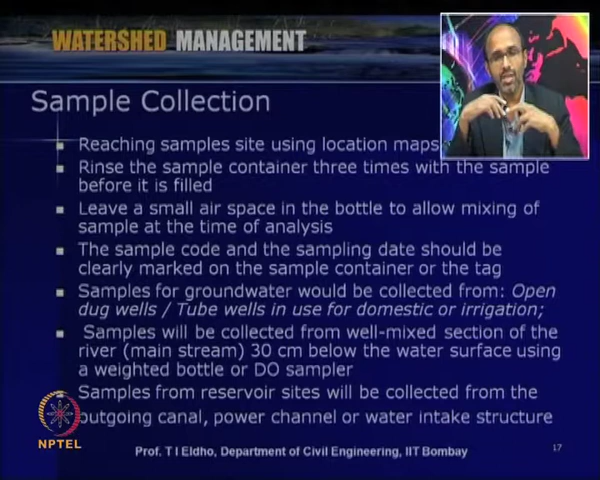 WATERSHED MANAGEMENT
Sample Collection
Reaching samples site using location maps
Rinse the sample container three times with the sample
before it is filled
Leave a small air space in the bottle to allow mixing of
sample at the time of analysis
The sample code and the sampling date should be
clearly marked on the sample container or the tag
Samples for groundwater would be collected from: Open
dug wells / Tube wells in use for domestic or irrigation;
Samples will be collected from well-mixed section of the
river (main stream) 30 cm below the water surface using
a weighted bottle or DO sampler
Samples from reservoir sites will be collected from the
outgoing canal, power channel or water intake structure
NPTEL
Prof. T I Eldho, Department of Civil Engineering, IIT Bombay
17